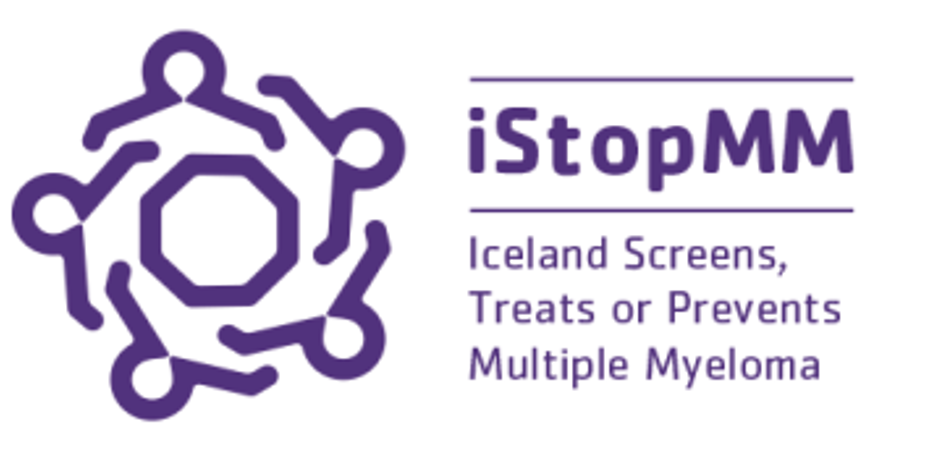 iStopMM
Iceland Screens,
Treats or Prevents
Multiple Myeloma